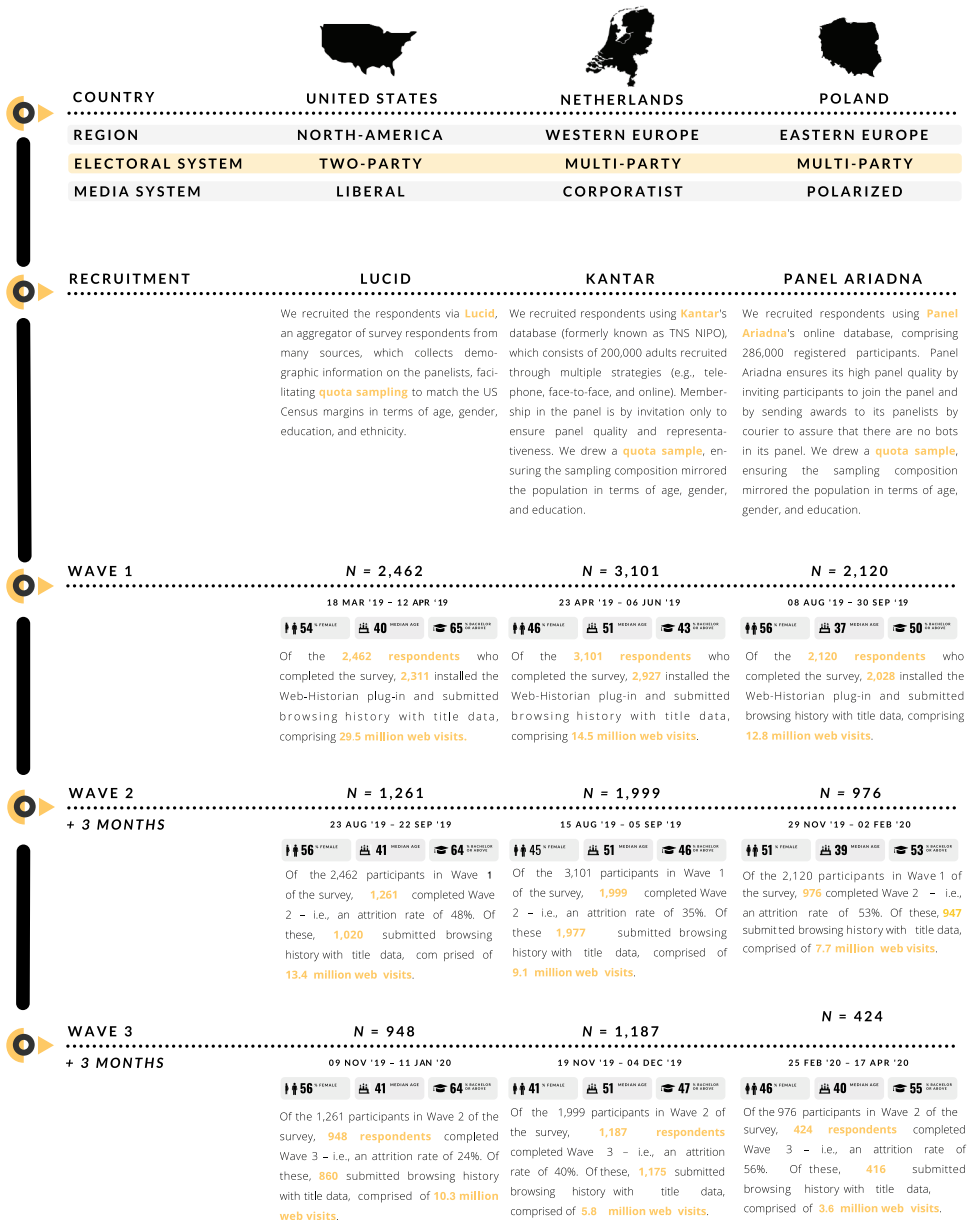 COUNTRY UNITED STATES NETHERLANDS POLAND
REGION NORTH-AMERICA WESTERN EUROPE EASTERN EUROPE
ELECTORAL SYSTEM TWO-PARTY MULTI-PARTY MULTI-PARTY
MEDIA SYSTEM LIBERAL CORPORATIST POLARIZED
RECRUITMENT LUCID KANTAR PANEL ARIADNA
We recruited the respondents via Lucid,
an aggregator of survey respondents from
many sources, which collects demo-
graphic information on the panelists, faci-
litating quota sampling to match the US
Census margins in terms of age, gender,
education, and ethnicity.
We recruited respondents using Kantar's
database (formerly known as TNS NIPO),
which consists of 200,000 adults recruited
through multiple strategies (e.g., tele-
phone, face-to-face, and online). Member-
ship in the panel is by invitation only to
ensure panel quality and representa-
tiveness. We drew a quota sample, en-
suring the sampling composition mirrored
the population in terms of age, gender,
and education.
We recruited respondents using Panel
Ariadna's online database, comprising
286,000 registered participants. Panel
Ariadna ensures its high panel quality by
inviting participants to join the panel and
by sending awards to its panelists by
courier to assure that there are no bots
in its panel. We drew a quota sample,
ensuring the sampling composition
mirrored the population in terms of age,
gender, and education.
WAVE 1 N = 2,462 N = 3,101 N = 2,120
18 MAR '19 – 12 APR '19 23 APR '19 – 06 JUN '19 08 AUG '19 – 30 SEP '19
54 % FEMALE 40 MEDIAN AGE 65 % BACHELOR OR ABOVE 46 % FEMALE 51 MEDIAN AGE 43 % BACHELOR OR ABOVE 56 % FEMALE 37 MEDIAN AGE 50 % BACHELOR OR ABOVE
Of the 2,462 respondents who
completed the survey, 2,311 installed the
Web-Historian plug-in and submitted
browsing history with title data,
comprising 29.5 million web visits.
Of the 3,101 respondents who
completed the survey, 2,927 installed the
Web-Historian plug-in and submitted
browsing history with title data,
comprising 14.5 million web visits.
Of the 2,120 respondents who
completed the survey, 2,028 installed the
Web-Historian plug-in and submitted
browsing history with title data, comprising
12.8 million web visits.
WAVE 2 N = 1,261 N = 1,999 N = 976
+ 3 MONTHS 23 AUG '19 – 22 SEP '19 15 AUG '19 – 05 SEP '19 29 NOV '19 – 02 FEB '20
56 % FEMALE 41 MEDIAN AGE 64 % BACHELOR OR ABOVE 45 % FEMALE 51 MEDIAN AGE 46 % BACHELOR OR ABOVE 51 % FEMALE 39 MEDIAN AGE 53 % BACHELOR OR ABOVE
Of the 2,462 participants in Wave 1
of the survey, 1,261 completed Wave
2 – i.e., an attrition rate of 48%. Of
these, 1,020 submitted browsing
history with title data, com prised of
13.4 million web visits.
Of the 3,101 participants in Wave 1
of the survey, 1,999 completed Wave
2 – i.e., an attrition rate of 35%. Of
these 1,977 submitted browsing
history with title data, comprised of
9.1 million web visits.
Of the 2,120 participants in Wave 1 of
the survey, 976 completed Wave 2 – i.e.,
an attrition rate of 53%. Of these, 947
submitted browsing history with title data,
comprised of 7.7 million web visits.
WAVE 3 N = 948 N = 1,187 N = 424
+ 3 MONTHS 09 NOV '19 – 11 JAN '20 19 NOV '19 – 04 DEC '19 25 FEB '20 – 17 APR '20
56 % FEMALE 41 MEDIAN AGE 64 % BACHELOR OR ABOVE 41 % FEMALE 51 MEDIAN AGE 47 % BACHELOR OR ABOVE 46 % FEMALE 40 MEDIAN AGE 55 % BACHELOR OR ABOVE
Of the 1,261 participants in Wave 2 of the
survey, 948 respondents completed
Wave 3 – i.e., an attrition rate of 24%. Of
these, 860 submitted browsing history
with title data, comprised of 10.3 million
web visits.
Of the 1,999 participants in Wave 2 of
the survey, 1,187 respondents
completed Wave 3 – i.e., an attrition
rate of 40%. Of these, 1,175 submitted
browsing history with title data,
comprised of 5.8 million web visits.
Of the 976 participants in Wave 2 of the
survey, 424 respondents completed
Wave 3 – i.e., an attrition rate of
56%. Of these, 416 submitted
browsing history with title data,
comprised of 3.6 million web visits.